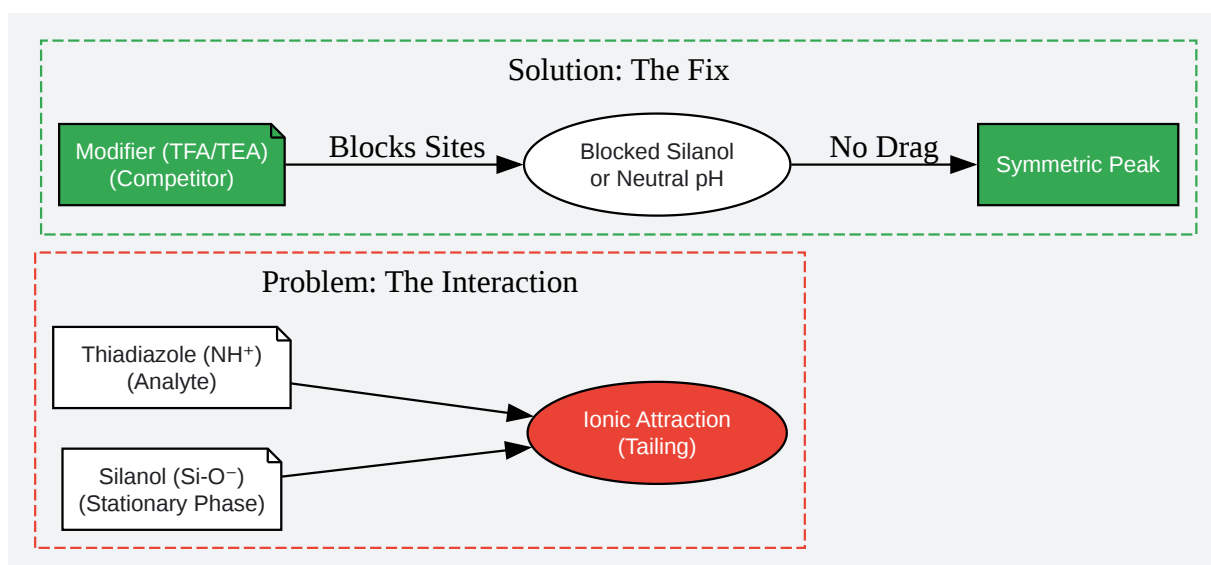 Solution: The Fix
Modifier (TFA/TEA)
(Competitor)
Blocks Sites
Blocked Silanol
or Neutral pH
No Drag
Symmetric Peak
Problem: The Interaction
Thiadiazole (NH⁺)
(Analyte)
Ionic Attraction
(Tailing)
Silanol (Si-O⁻)
(Stationary Phase)